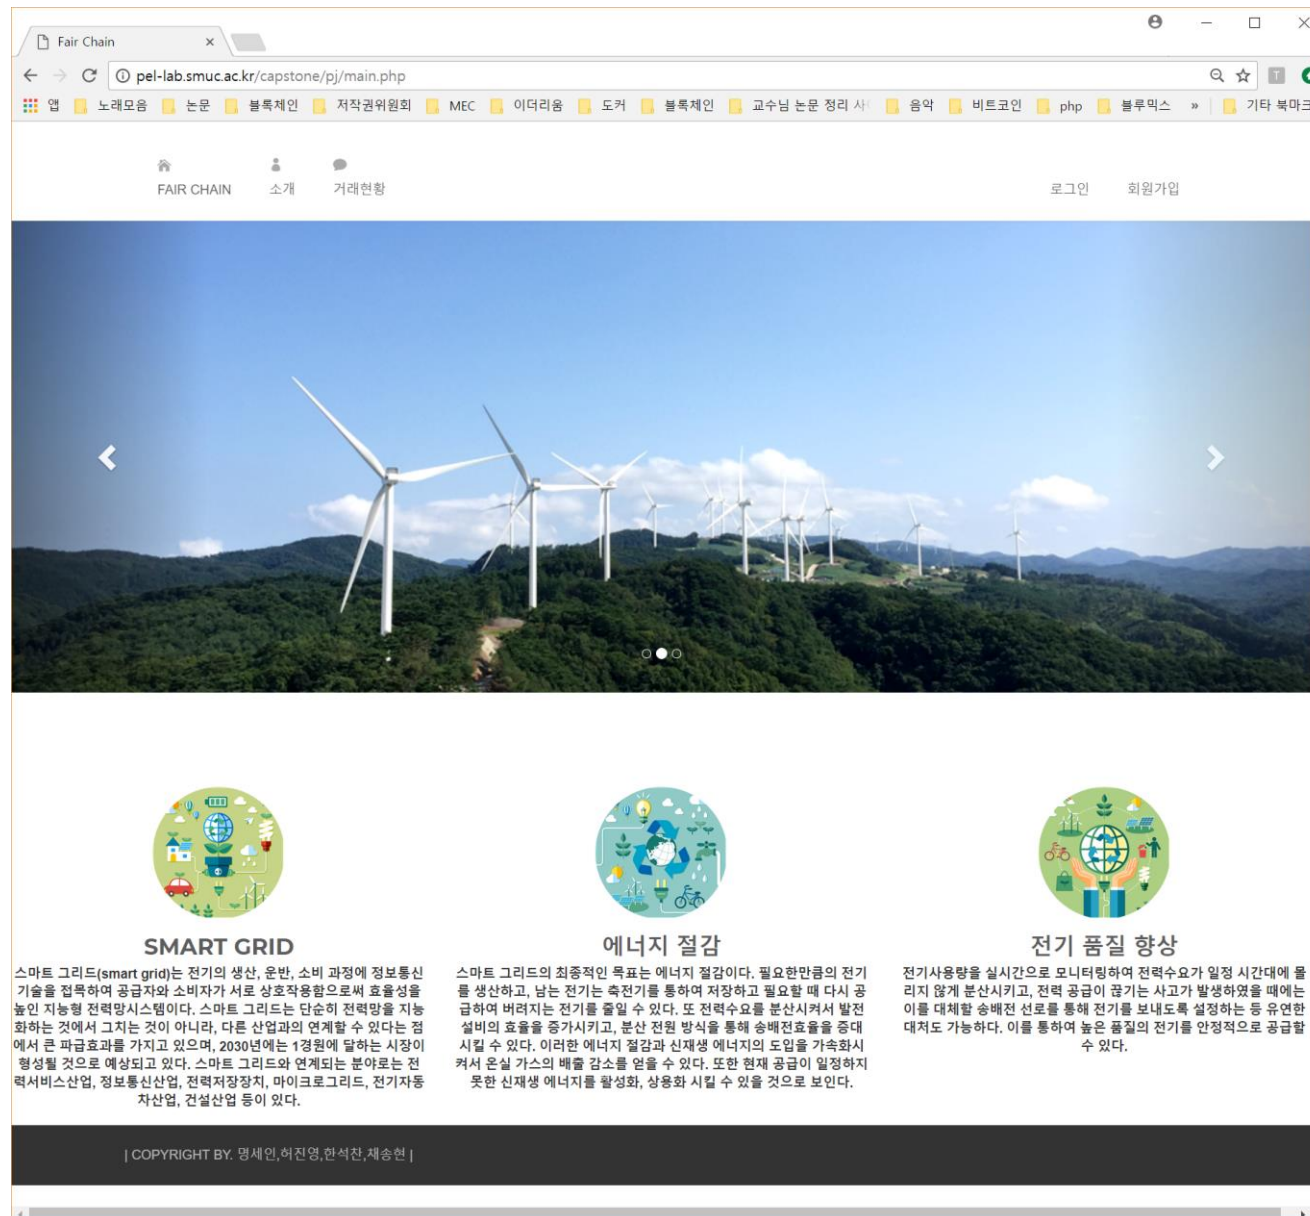 Fair Chain
pel-lab.smuc.ac.kr/capstone/pj/main.php
앱 노래모음 논문 블록체인 저작권위원회 MEC 이더리움 도커 블록체인 교수님 논문 정리 사 음악 비트코인 php 블루믹스 » 기타 북마크
FAIR CHAIN 소개 거래현황 로그인 회원가입
SMART GRID
스마트 그리드(smart grid)는 전기의 생산, 운반, 소비 과정에 정보통신
기술을 접목하여 공급자와 소비자가 서로 상호작용함으로써 효율성을
높인 지능형 전력망시스템이다. 스마트 그리드는 단순히 전력망을 지능
화하는 것에서 그치는 것이 아니라, 다른 산업과의 연계할 수 있다는 점
에서 큰 파급효과를 가지고 있으며, 2030년에는 1경원에 달하는 시장이
형성될 것으로 예상되고 있다. 스마트 그리드와 연계되는 분야로는 전
력서비스산업, 정보통신산업, 전력저장장치, 마이크로그리드, 전기자동
차산업, 건설산업 등이 있다.
에너지 절감
스마트 그리드의 최종적인 목표는 에너지 절감이다. 필요한만큼의 전기
를 생산하고, 남는 전기는 축전기를 통하여 저장하고 필요할 때 다시 공
급하여 버려지는 전기를 줄일 수 있다. 또 전력수요를 분산시켜서 발전
설비의 효율을 증가시키고, 분산 전원 방식을 통해 송배전효율을 증대
시킬 수 있다. 이러한 에너지 절감과 신재생 에너지의 도입을 가속화시
켜서 온실 가스의 배출 감소를 얻을 수 있다. 또한 현재 공급이 일정하지
못한 신재생 에너지를 활성화, 상용화 시킬 수 있을 것으로 보인다.
전기 품질 향상
전기사용량을 실시간으로 모니터링하여 전력수요가 일정 시간대에 몰
리지 않게 분산시키고, 전력 공급이 끊기는 사고가 발생하였을 때에는
이를 대체할 송배전 선로를 통해 전기를 보내도록 설정하는 등 유연한
대처도 가능하다. 이를 통하여 높은 품질의 전기를 안정적으로 공급할
수 있다.
| COPYRIGHT BY. 명세인,허진영,한석찬,채송현 |